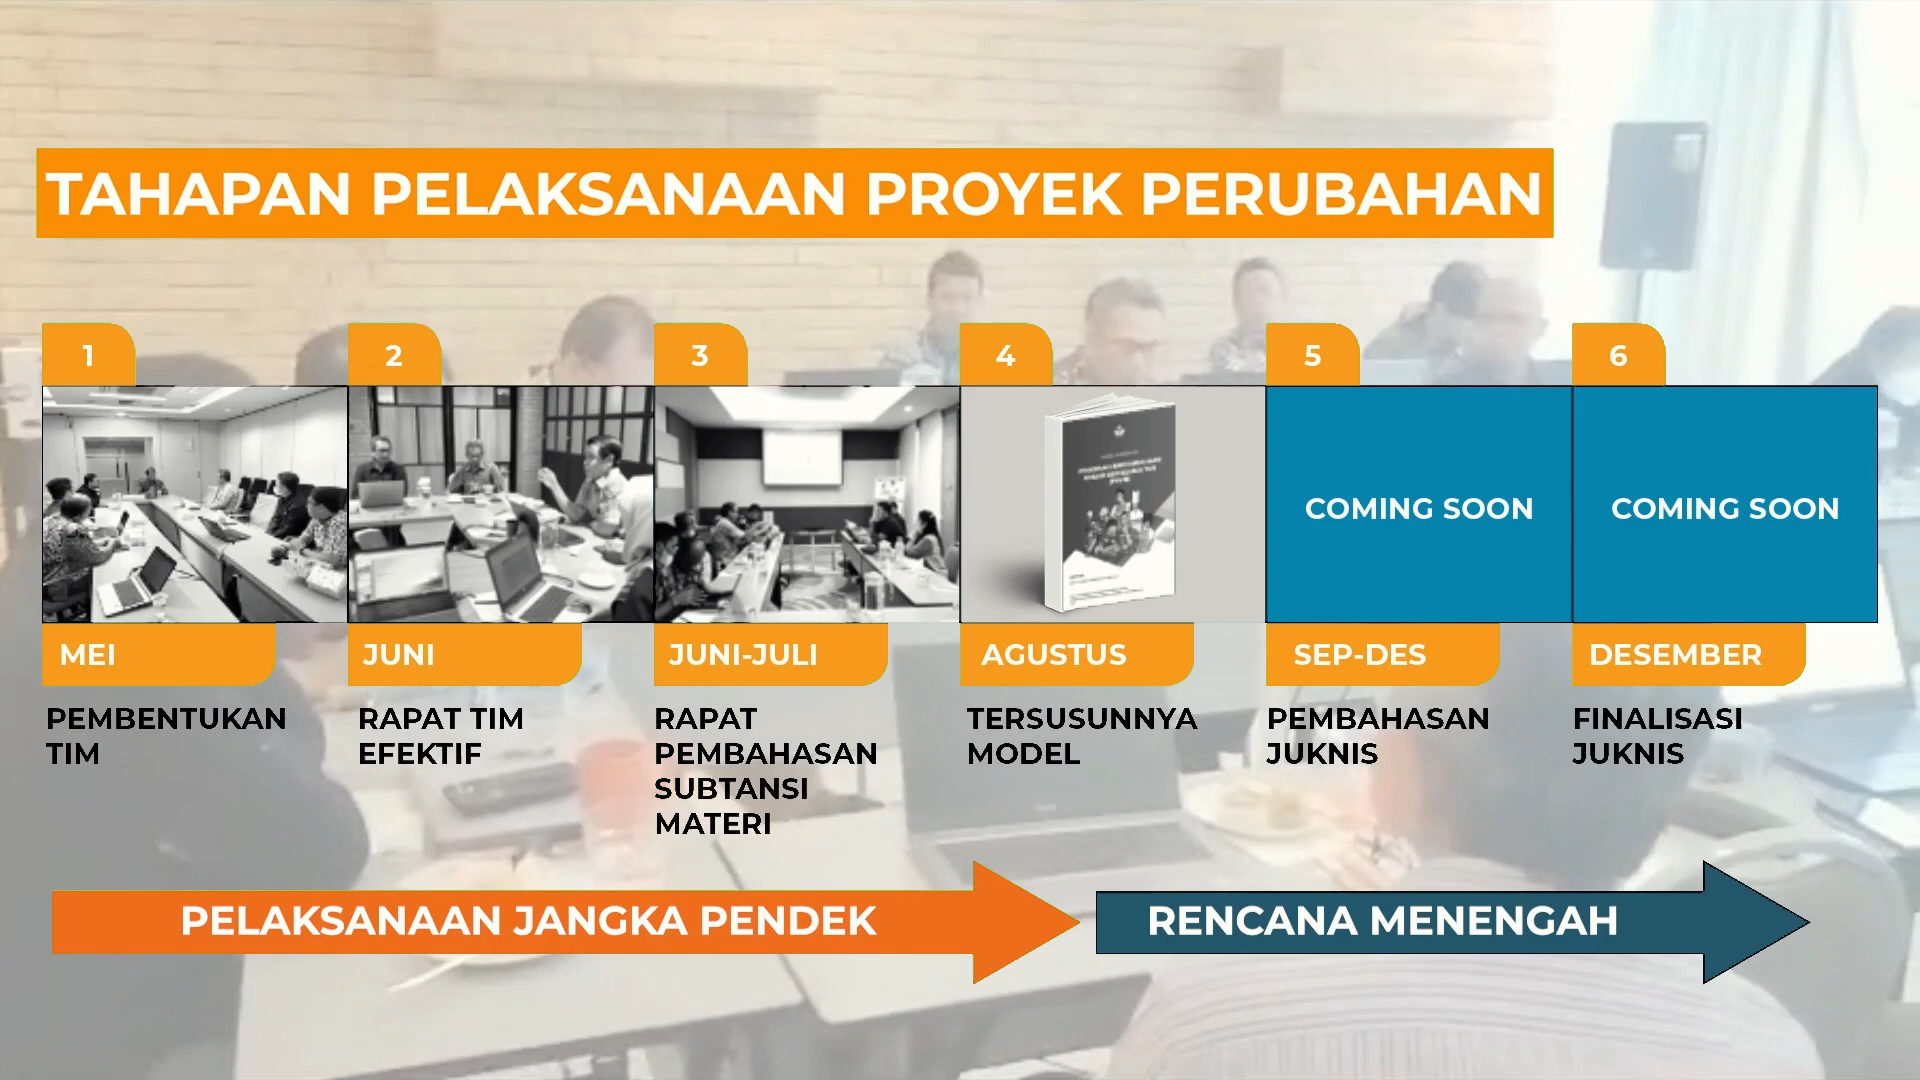 TAHAPAN PELAKSANAAN PROYEK PERUBAHAN
1
2
3
4
5
6
COMING SOON
COMING SOON
MEI
JUNI
JUNI-JULI
AGUSTUS
SEP-DES
DESEMBER
PEMBENTUKAN
TIM
RAPAT TIM
EFEKTIF
RAPAT
PEMBAHASAN
SUBTANSI
MATERI
TERSUSUNNYA
MODEL
PEMBAHASAN
JUKNIS
FINALISASI
JUKNIS
PELAKSANAAN JANGKA PENDEK
RENCANA MENENGAH